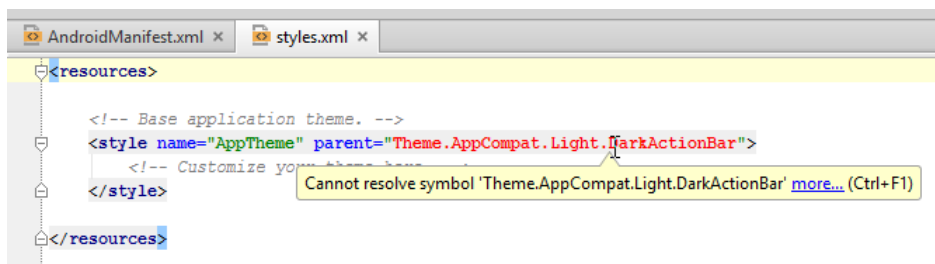 AndroidManifest.xml × styles.xml ×
<resources>
<!-- Base application theme. -->
<style name="AppTheme" parent="Theme.AppCompat.Light.DarkActionBar">
<!-- Customize your
Cannot resolve symbol 'Theme.AppCompat.Light.DarkActionBar' more... (Ctrl+F1)
</style>
</resources>